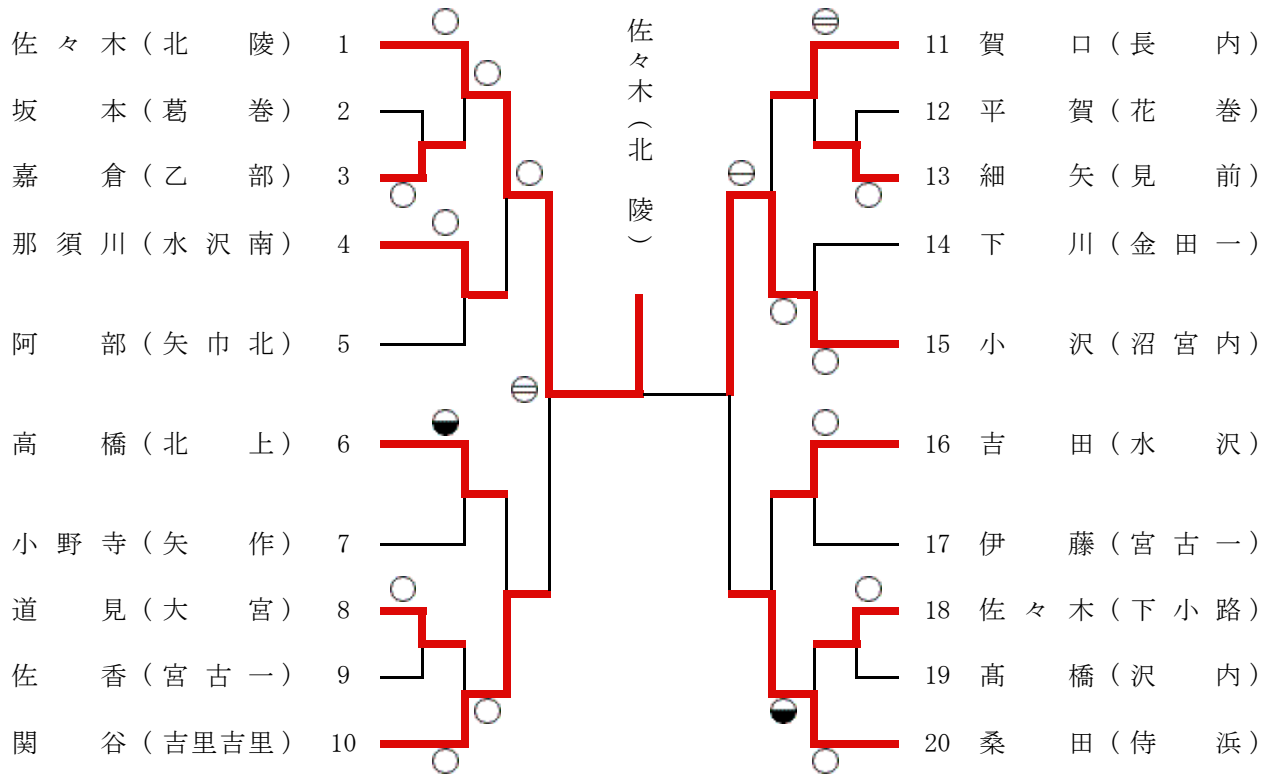 佐々木（北　陵） 1
坂　本（葛　巻） 2
嘉　倉（乙　部） 3
那須川（水沢南） 4
阿　部（矢巾北） 5
高　橋（北　上） 6
小野寺（矢　作） 7
道　見（大　宮） 8
佐　香（宮古一） 9
関　谷（吉里吉里） 10
佐々木（北　陵）
11 賀　口（長　内）
12 平　賀（花　巻）
13 細　矢（見　前）
14 下　川（金田一）
15 小　沢（沼宮内）
16 吉　田（水　沢）
17 伊　藤（宮古一）
18 佐々木（下小路）
19 髙　橋（沢　内）
20 桑　田（侍　浜）